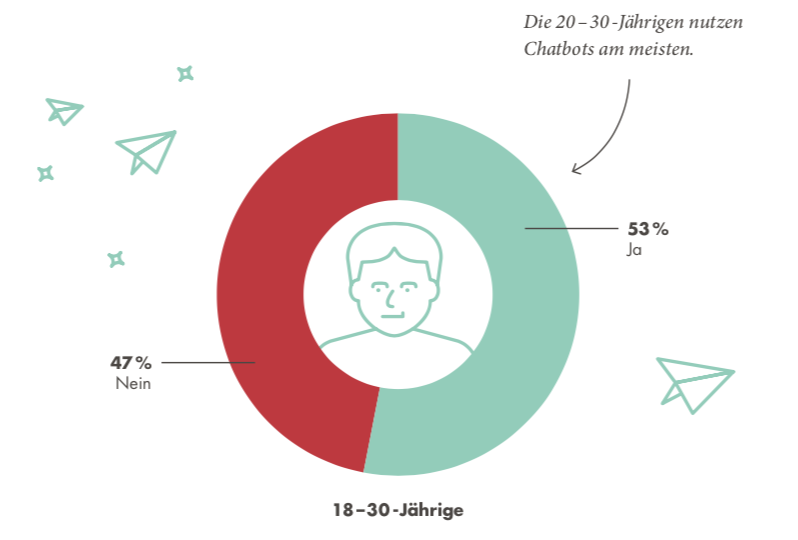 Die 20–30-Jährigen nutzen
Chatbots am meisten.
53%
Ja
47%
Nein
18–30-Jährige